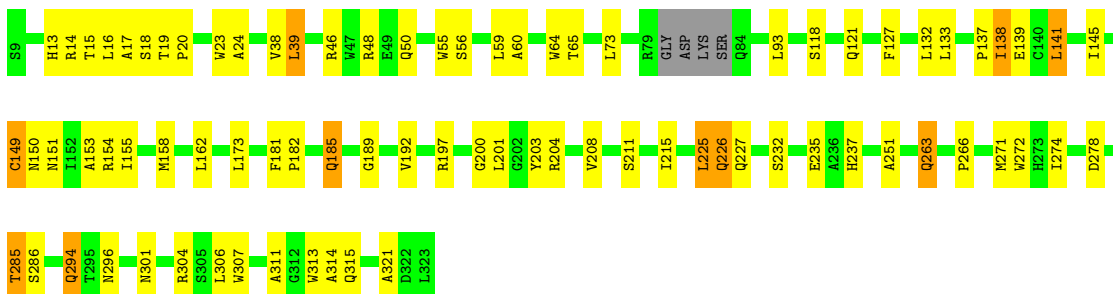 S9 H13 R14 T15 L16 A17 S18 T19 P20 W23 A24 V38 L39 R46 W47 R48 E49 Q50 W55 S56 L59 A60 W64 T65 L73 R79 GLY ASP LYS SER Q84 L93 S118 Q121 F127 L132 L133 P137 I138 E139 C140 L141 I145
C149 N150 N151 I152 A153 R154 I155 M158 L162 L173 F181 P182 Q185 G189 V192 R197 G200 L201 G202 Y203 R204 V208 S211 I215 L225 Q226 Q227 S232 E235 A236 H237 A251 Q263 P266 M271 W272 H273 I274 D278
T285 S286 Q294 T295 N296 N301 R304 S305 L306 W307 A311 G312 W313 A314 Q315 A321 D322 L323